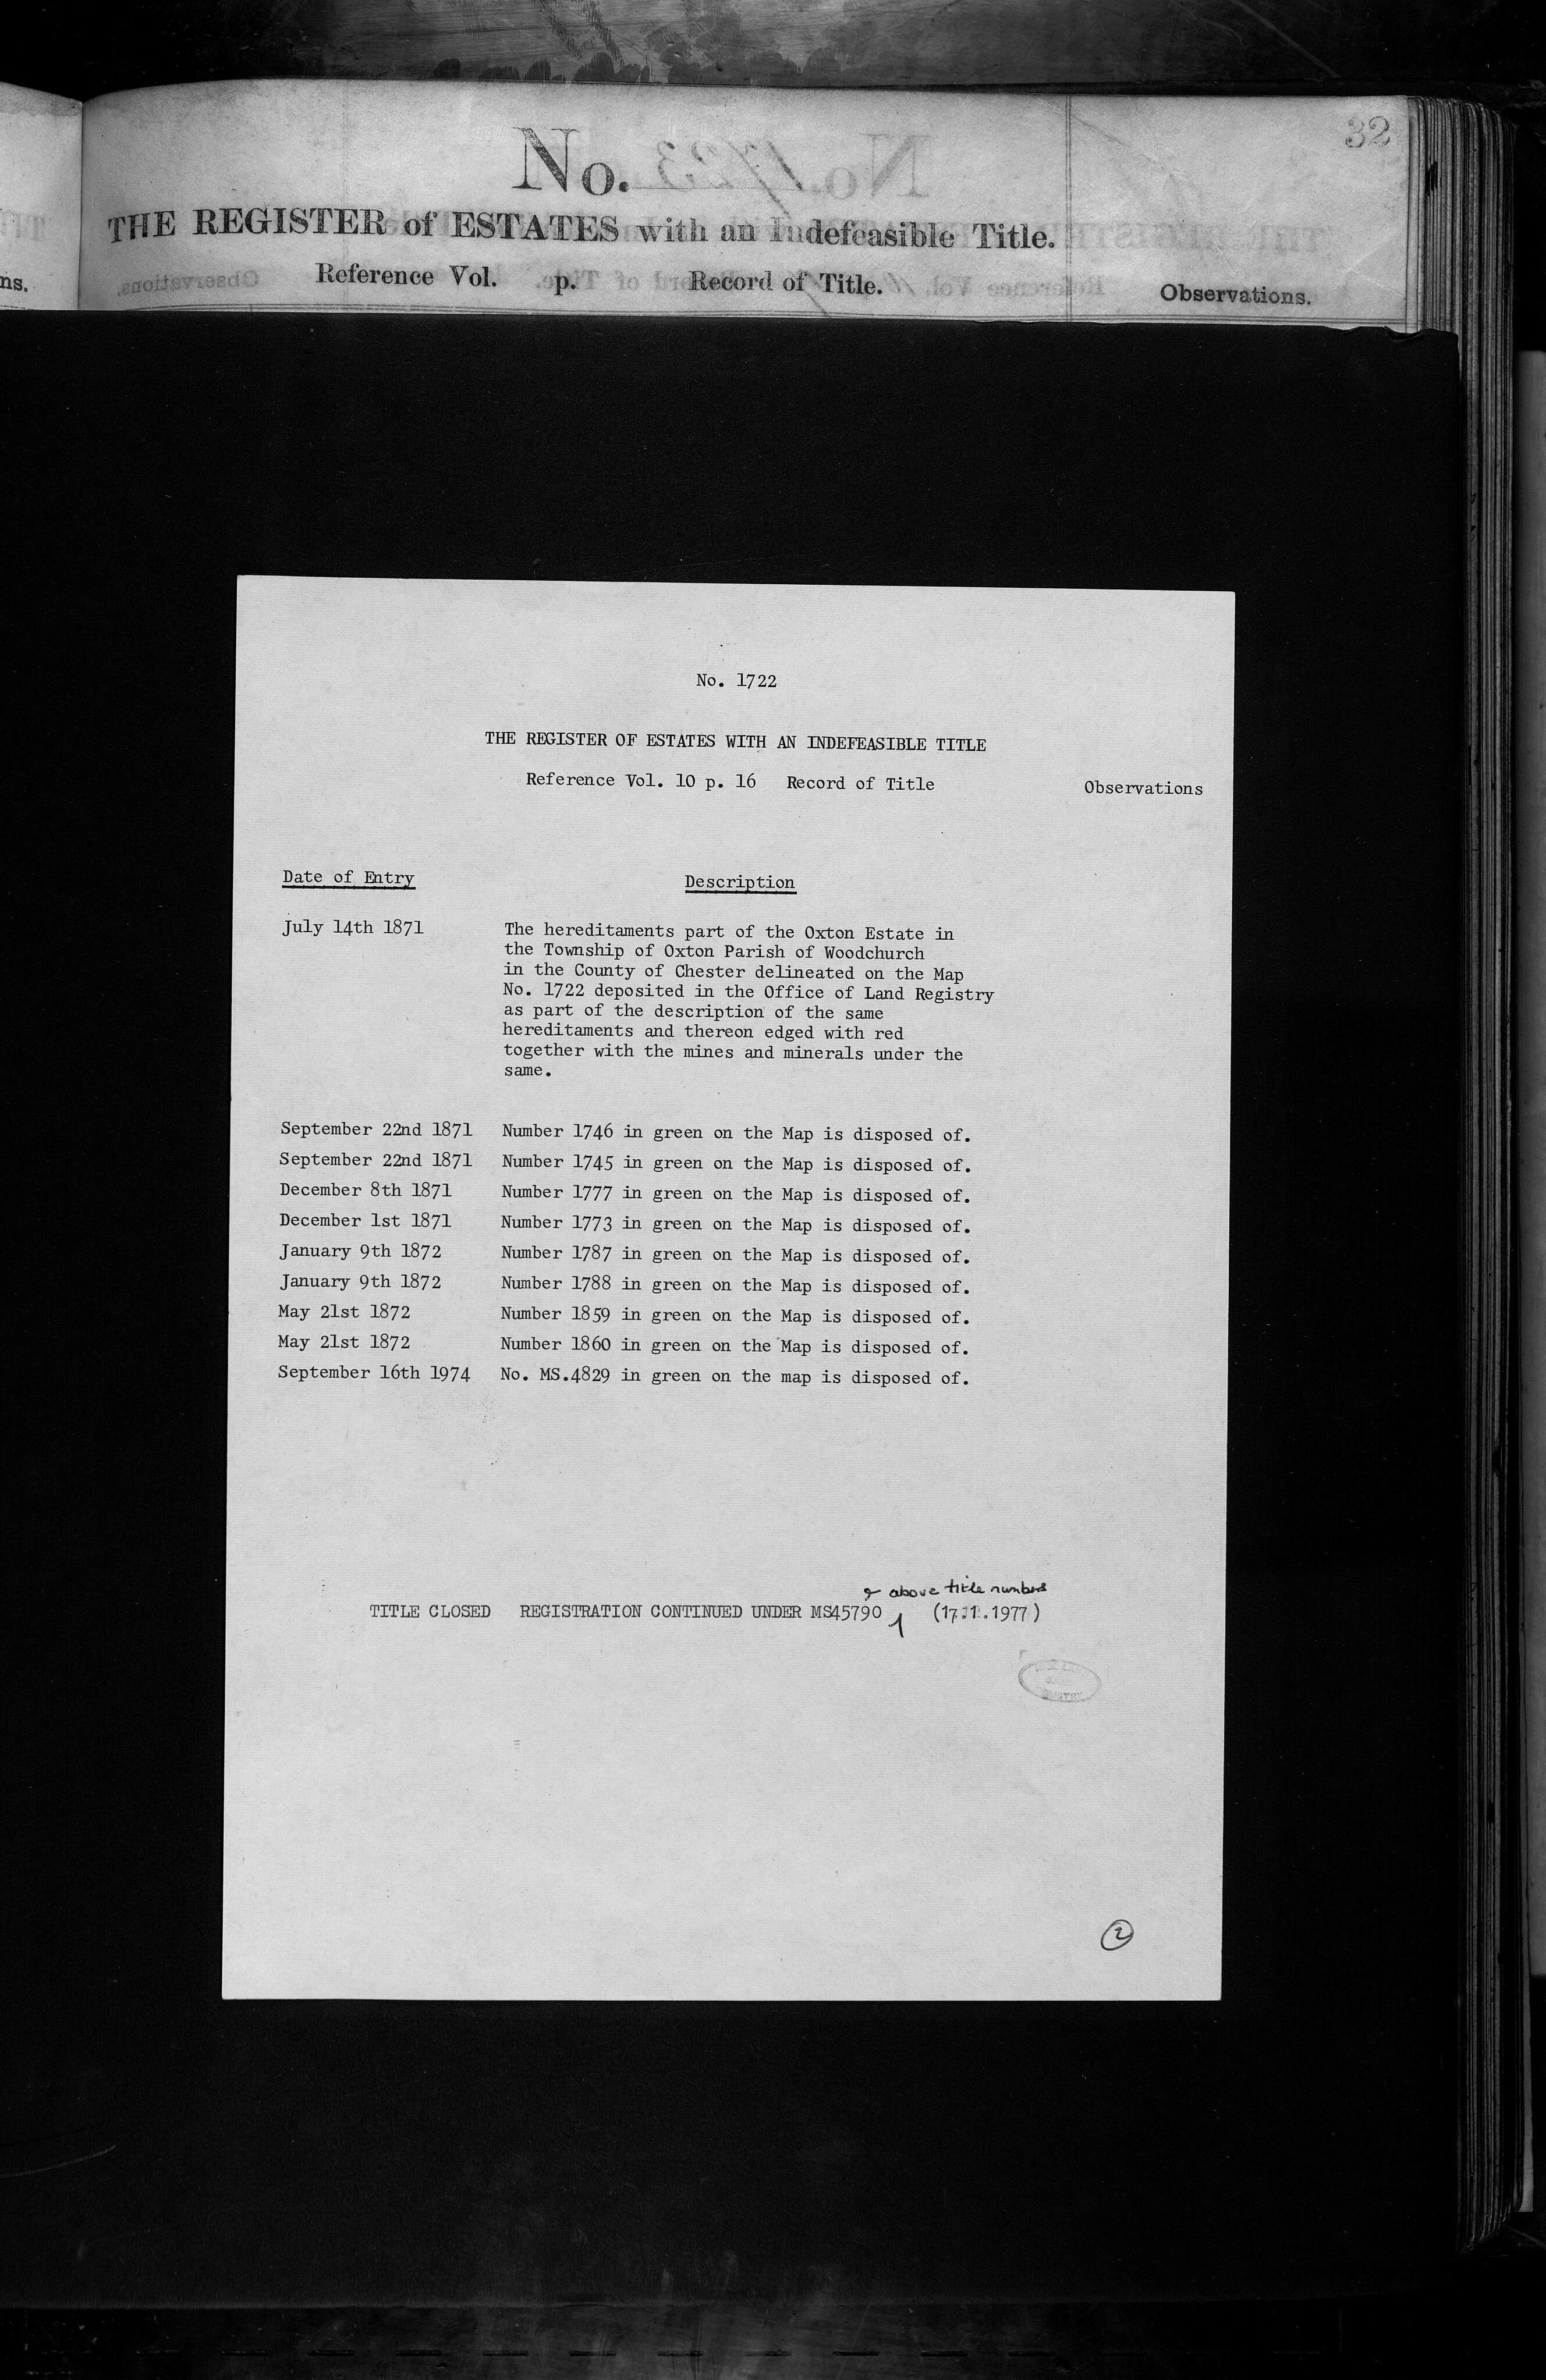 32
No.
THE REGISTER of ESTATES with an Indefeasible Title.
Reference Vol. p. Record of Title.
Observations.
ns.
No. 1722
THE REGISTER OF ESTATES WITH AN INDEFEASIBLE TITLE
Reference Vol. 10 p. 16 Record of Title Observations
Date of Entry Description
July 14th 1871 The hereditaments part of the Oxton Estate in
the Township of Oxton Parish of Woodchurch
in the County of Chester delineated on the Map
No. 1722 deposited in the Office of Land Registry
as part of the description of the same
hereditaments and thereon edged with red
together with the mines and minerals under the
same.
September 22nd 1871 Number 1746 in green on the Map is disposed of.
September 22nd 1871 Number 1745 in green on the Map is disposed of.
December 8th 1871 Number 1777 in green on the Map is disposed of.
December 1st 1871 Number 1773 in green on the Map is disposed of.
January 9th 1872 Number 1787 in green on the Map is disposed of.
January 9th 1872 Number 1788 in green on the Map is disposed of.
May 21st 1872 Number 1859 in green on the Map is disposed of.
May 21st 1872 Number 1860 in green on the Map is disposed of.
September 16th 1974 No. MS.4829 in green on the map is disposed of.
& above title numbers
TITLE CLOSED REGISTRATION CONTINUED UNDER MS45790 (17.11.1977)
2